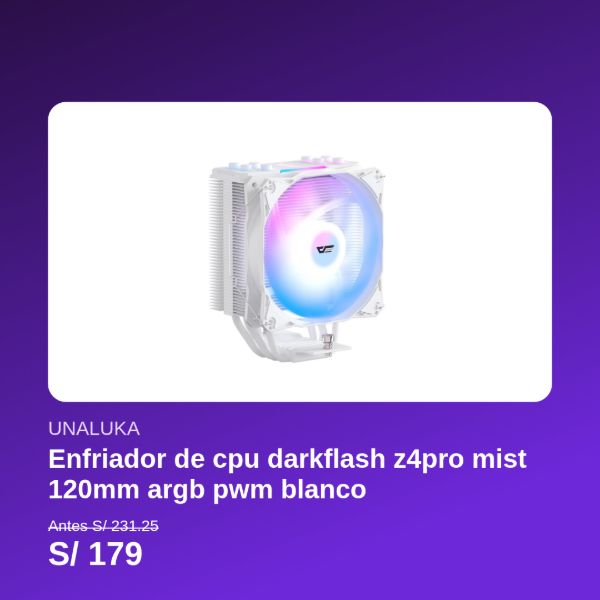 UNALUKA
Enfriador de cpu darkflash z4pro mist
120mm argb pwm blanco
Antes S/ 231.25
S/ 179